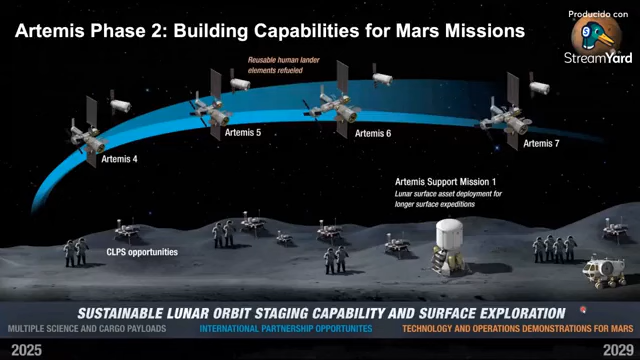 Producido con
StreamYard
Artemis Phase 2: Building Capabilities for Mars Missions
Reusable human lander
elements refueled
Artemis 4
Artemis 5
Artemis 6
Artemis 7
Artemis Support Mission 1
Lunar surface asset deployment for
longer surface expeditions
CLPS opportunities
SUSTAINABLE LUNAR ORBIT STAGING CAPABILITY AND SURFACE EXPLORATION
MULTIPLE SCIENCE AND CARGO PAYLOADS
INTERNATIONAL PARTNERSHIP OPPORTUNITES
TECHNOLOGY AND OPERATIONS DEMONSTRATIONS FOR MARS
2025
2029